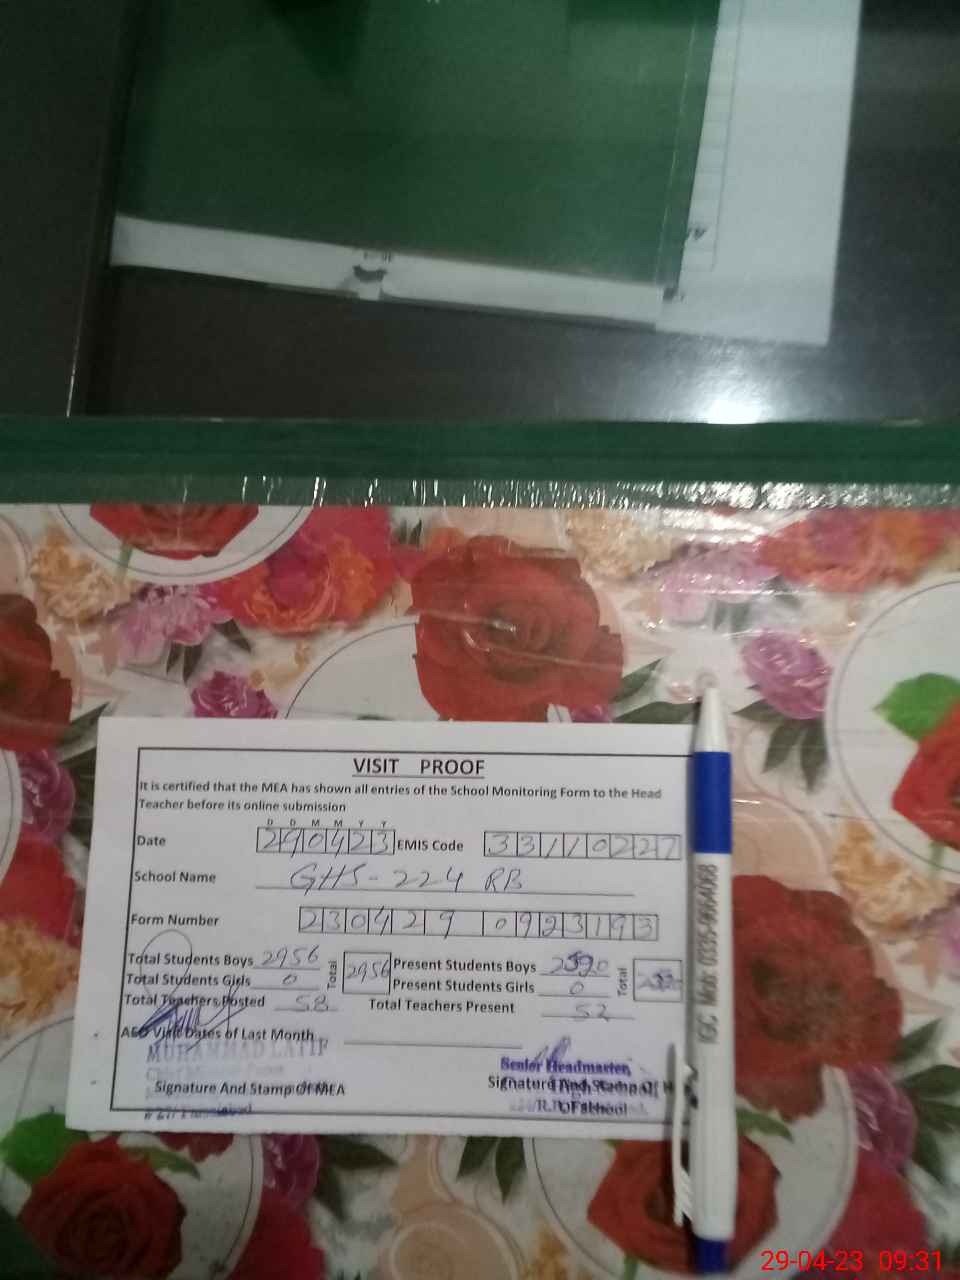 VISIT PROOF
It is certified that the MEA has shown all entries of the School Monitoring Form to the Head
Teacher before its online submission
D D M M Y Y
Date 290423 EMIS Code 33110227
School Name GHS-224 RB
Form Number 230429 0923193
Total Students Boys 2956 Total 2956 Present Students Boys Total
Total Students Girls 0 Present Students Girls 0
Total Teachers Posted 58 Total Teachers Present 52
AEO Visit Dates of Last Month
MUHAMMAD LATIF
Senior Headmaster,
Signature And Stamp Of MEA Signature And Stamp Of H
Of school
IGC Mob: 0335-9664068
29-04-23 09:31